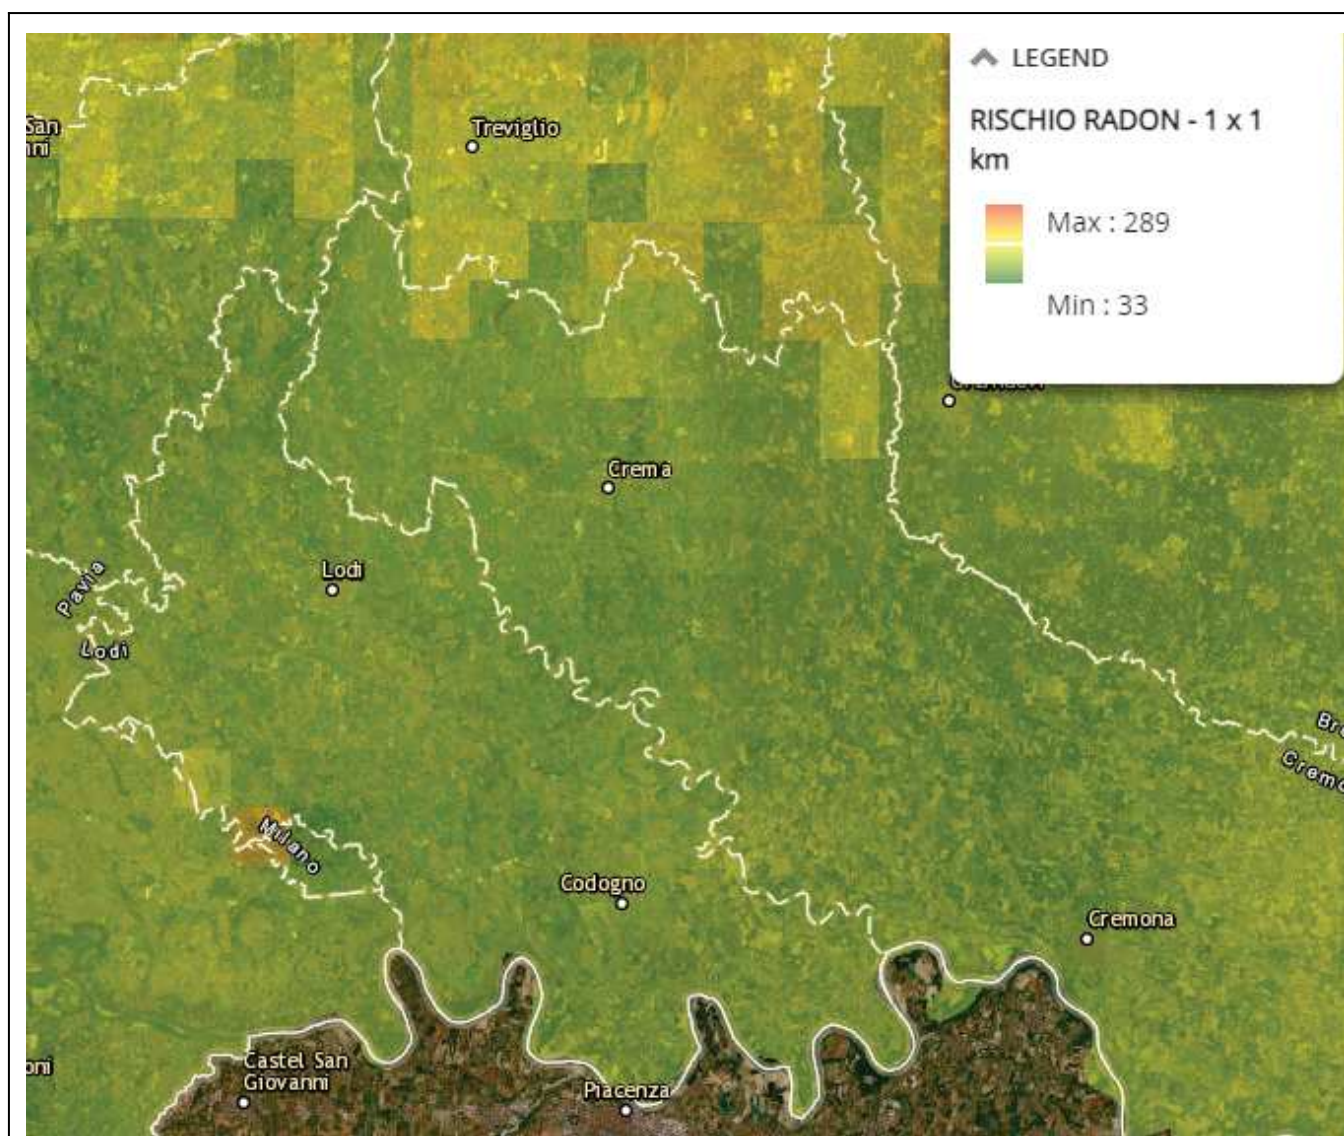 LEGEND
RISCHIO RADON - 1 x 1
km
Max : 289
Min : 33
San
Treviglio
Crema
Lodi
Pavia
Lodi
Milano
Codogno
Cremona
Castel San
Giovanni
Piacenza